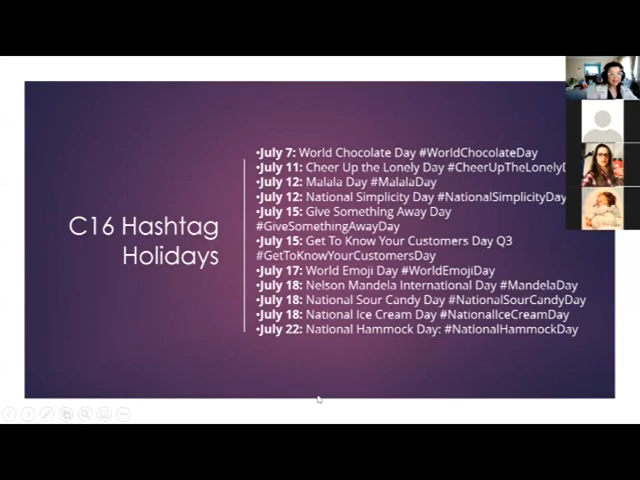 C16 Hashtag
Holidays
•July 7: World Chocolate Day #WorldChocolateDay
•July 11: Cheer Up the Lonely Day #CheerUpTheLonelyD
•July 12: Malala Day #MalalaDay
•July 12: National Simplicity Day #NationalSimplicityDay
•July 15: Give Something Away Day
#GiveSomethingAwayDay
•July 15: Get To Know Your Customers Day Q3
#GetToKnowYourCustomersDay
•July 17: World Emoji Day #WorldEmojiDay
•July 18: Nelson Mandela International Day #MandelaDay
•July 18: National Sour Candy Day #NationalSourCandyDay
•July 18: National Ice Cream Day #NationalIceCreamDay
•July 22: National Hammock Day: #NationalHammockDay